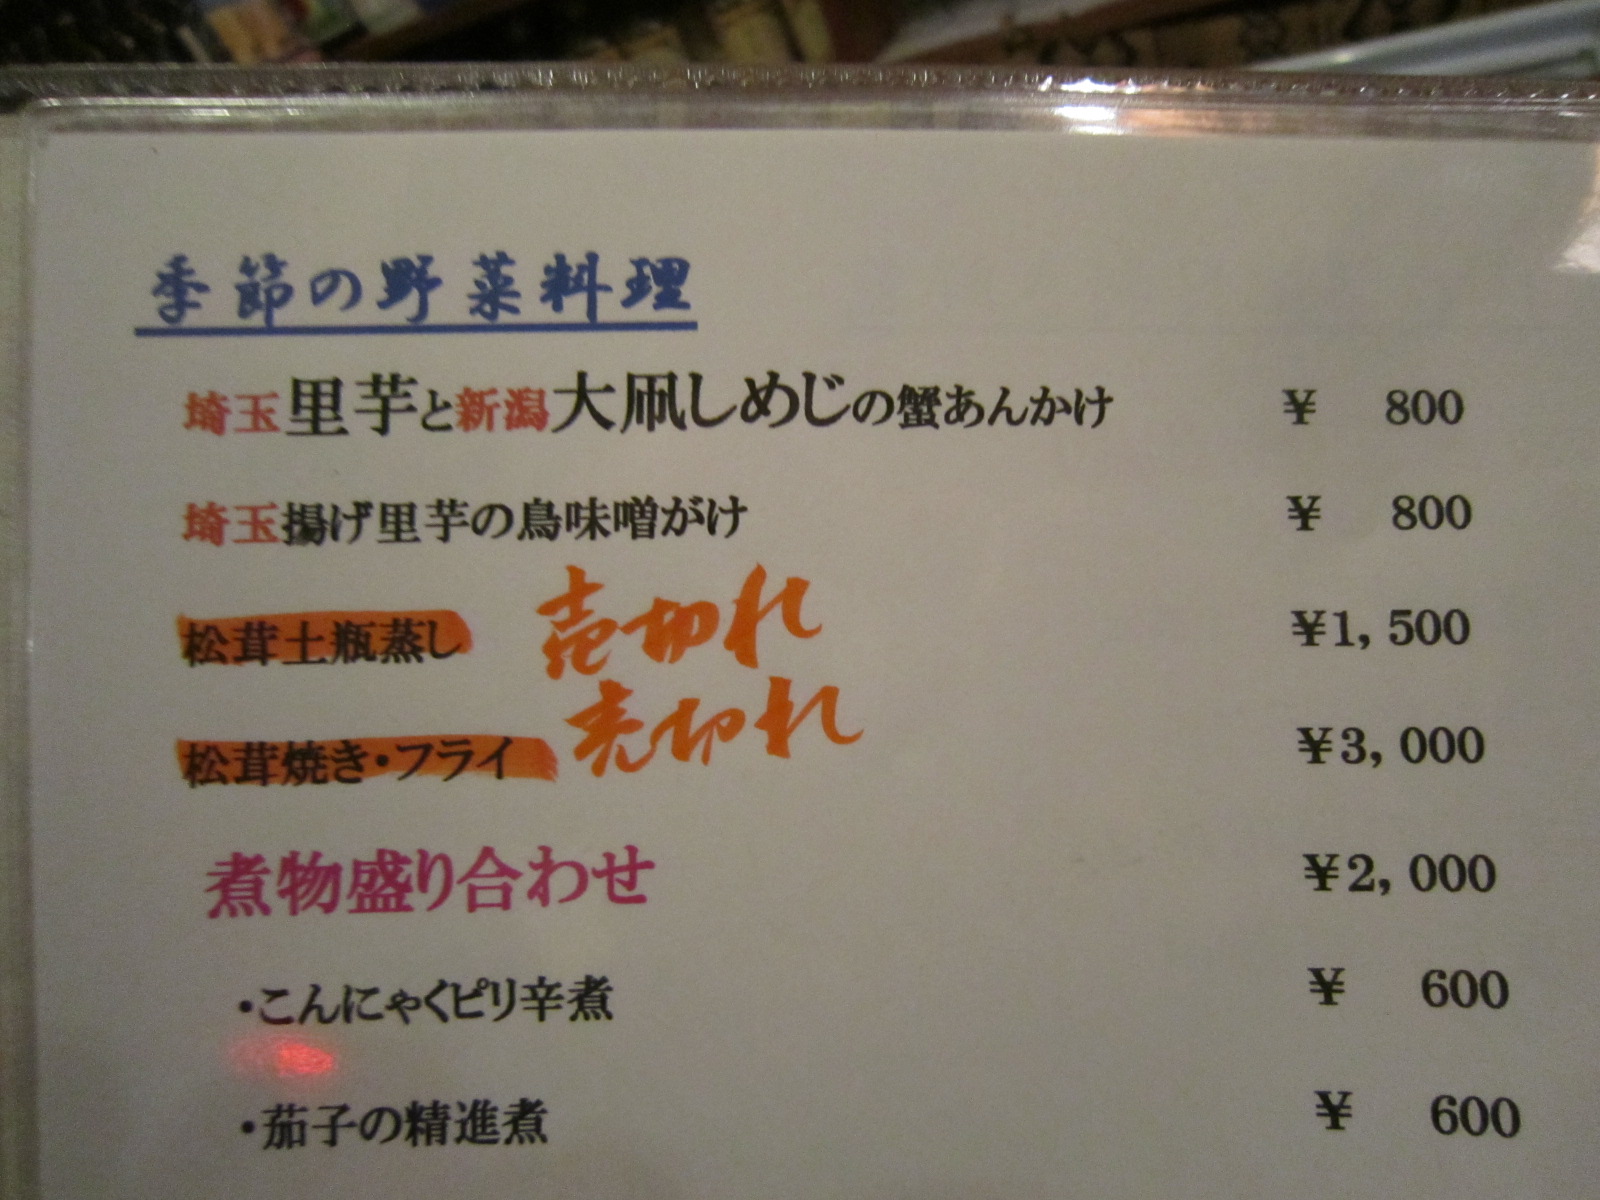 季節の野菜料理
埼玉里芋と新潟大凧しめじの蟹あんかけ ¥ 800
埼玉揚げ里芋の鳥味噌がけ ¥ 800
松茸土瓶蒸し 売切れ ¥1,500
松茸焼き・フライ 売切れ ¥3,000
煮物盛り合わせ ¥2,000
・こんにゃくピリ辛煮 ¥ 600
・茄子の精進煮 ¥ 600